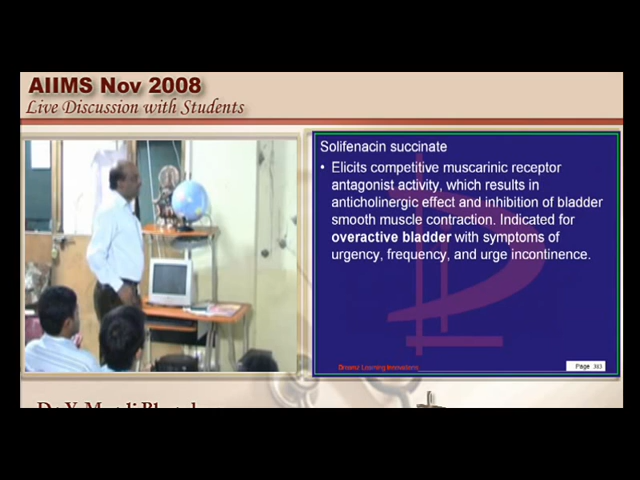 AIIMS Nov 2008
Live Discussion with Students
Solifenacin succinate
• Elicits competitive muscarinic receptor
antagonist activity, which results in
anticholinergic effect and inhibition of bladder
smooth muscle contraction. Indicated for
overactive bladder with symptoms of
urgency, frequency, and urge incontinence.
Learning Innovations
Page